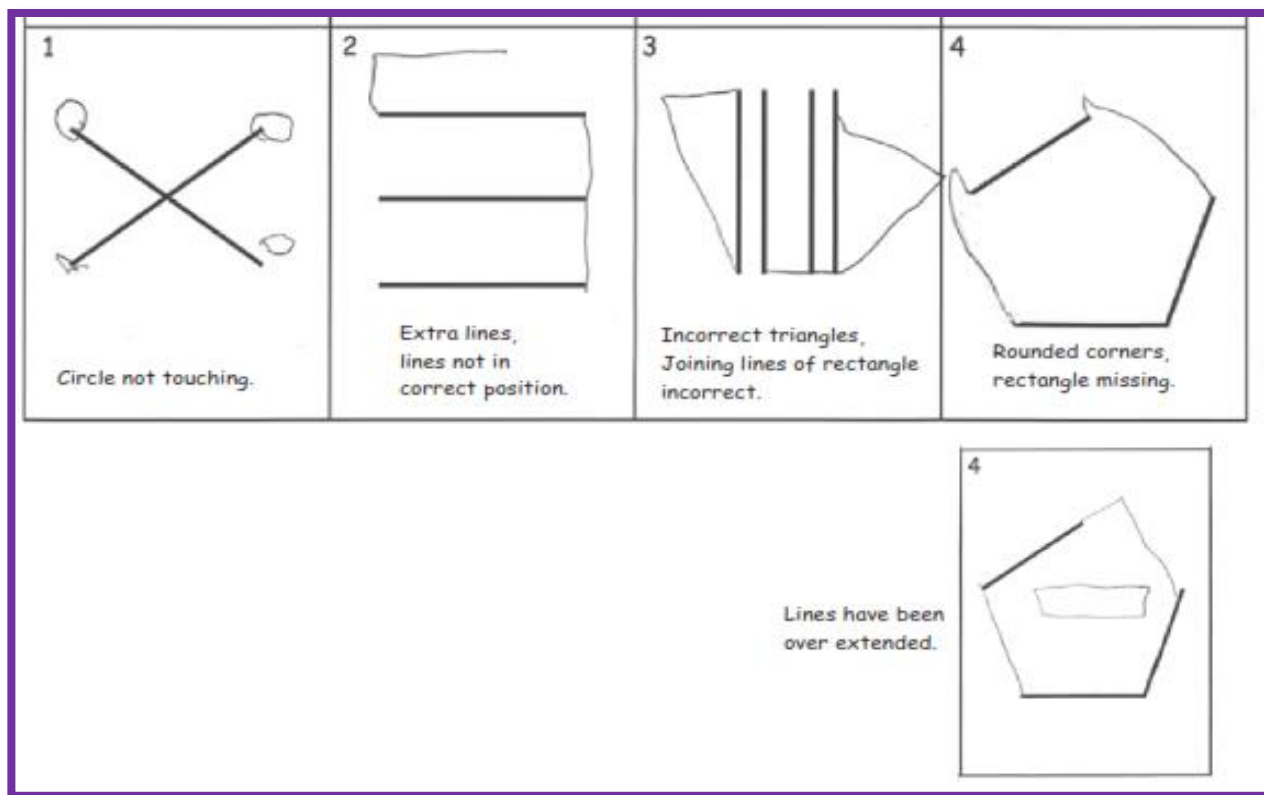 1
2
3
4
Circle not touching.
Extra lines,
lines not in
correct position.
Incorrect triangles,
Joining lines of rectangle
incorrect.
Rounded corners,
rectangle missing.
4
Lines have been
over extended.